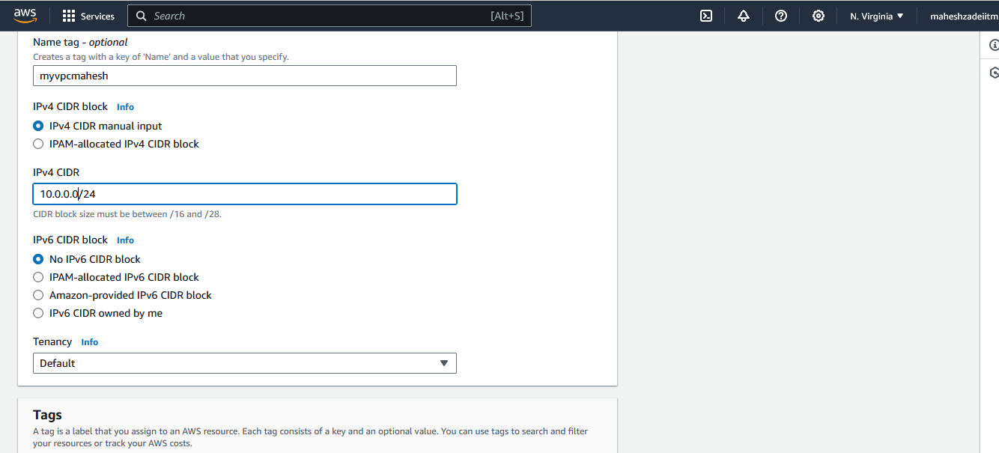 aws
Services
Search
[Alt+S]
N. Virginia
maheshzadeiitm
Name tag - optional
Creates a tag with a key of 'Name' and a value that you specify.
myvpcmahesh
IPv4 CIDR block Info
IPv4 CIDR manual input
IPAM-allocated IPv4 CIDR block
IPv4 CIDR
10.0.0.0/24
CIDR block size must be between /16 and /28.
IPv6 CIDR block Info
No IPv6 CIDR block
IPAM-allocated IPv6 CIDR block
Amazon-provided IPv6 CIDR block
IPv6 CIDR owned by me
Tenancy Info
Default
Tags
A tag is a label that you assign to an AWS resource. Each tag consists of a key and an optional value. You can use tags to search and filter
your resources or track your AWS costs.